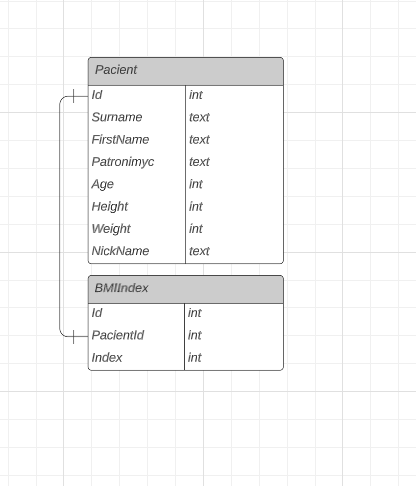 Pacient
Id int
Surname text
FirstName text
Patronimyc text
Age int
Height int
Weight int
NickName text
BMIIndex
Id int
PacientId int
Index int